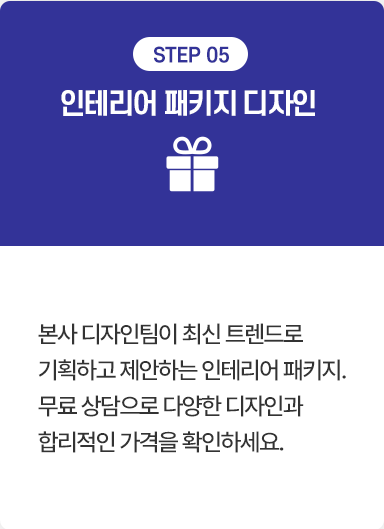 STEP 05
인테리어 패키지 디자인
본사 디자인팀이 최신 트렌드로
기획하고 제안하는 인테리어 패키지.
무료 상담으로 다양한 디자인과
합리적인 가격을 확인하세요.